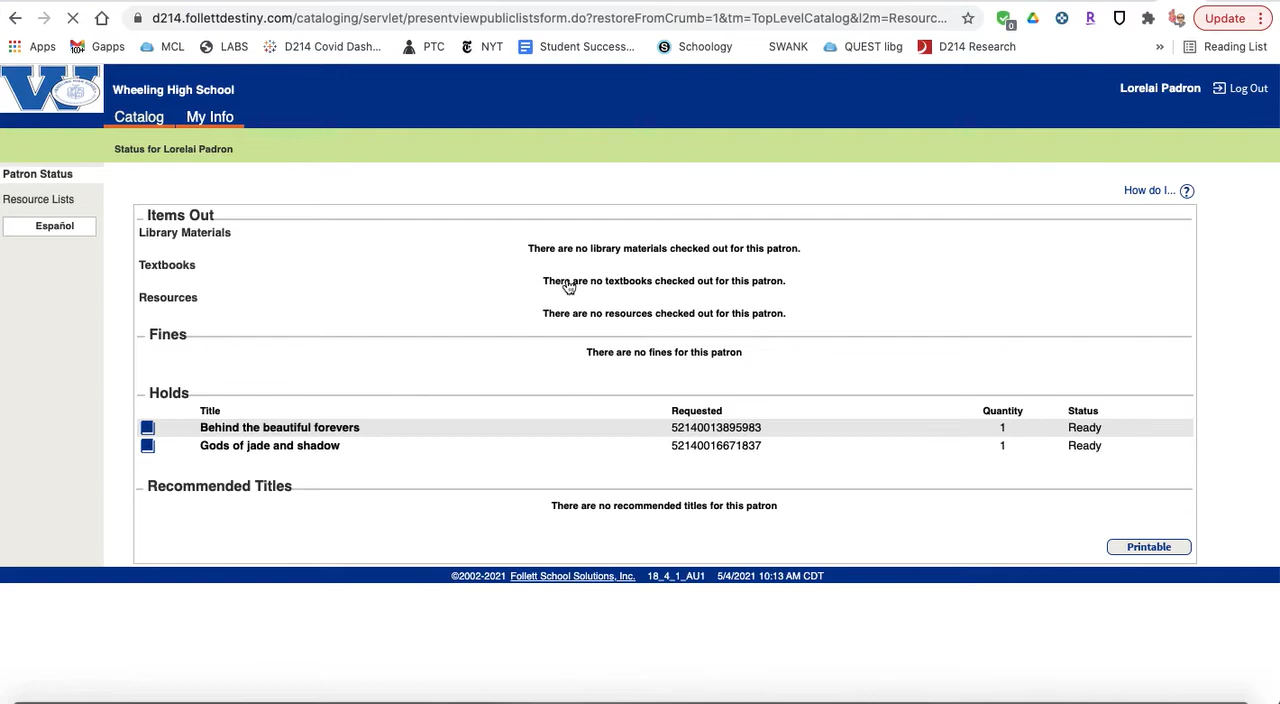 d214.follettdestiny.com/cataloging/servlet/presentviewpubliclistsform.do?restoreFromCrumb=1&tm=TopLevelCatalog&l2m=Resourc...
0
R
Update
Apps
10+
Gapps
MCL
LABS
D214 Covid Dash...
PTC
NYT
Student Success...
S
Schoology
SWANK
QUEST libg
D214 Research
»
Reading List
W
Wheeling High School
Lorelai Padron
Log Out
Catalog
My Info
Status for Lorelai Padron
Patron Status
Resource Lists
Español
How do I... ?
Items Out
Library Materials
There are no library materials checked out for this patron.
Textbooks
There are no textbooks checked out for this patron.
Resources
There are no resources checked out for this patron.
Fines
There are no fines for this patron
Holds
Title Requested Quantity Status
Behind the beautiful forevers 52140013895983 1 Ready
Gods of jade and shadow 52140016671837 1 Ready
Recommended Titles
There are no recommended titles for this patron
Printable
©2002-2021 Follett School Solutions, Inc. 18_4_1_AU1 5/4/2021 10:13 AM CDT